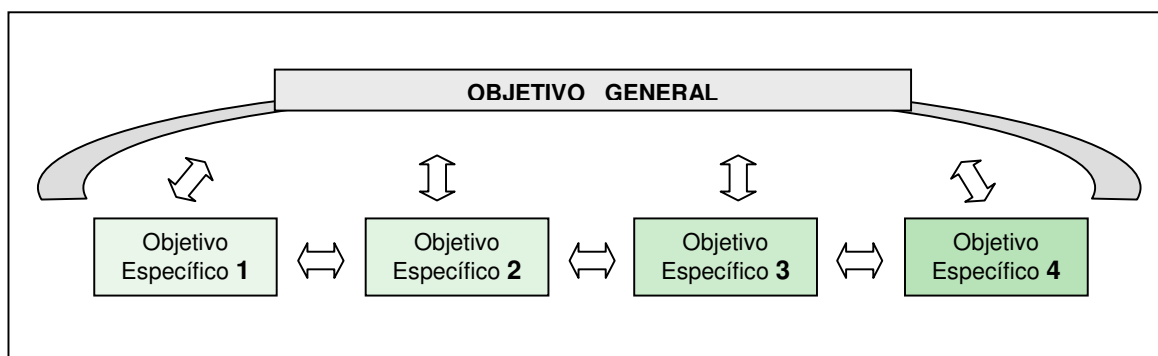 OBJETIVO GENERAL
Objetivo
Específico 1
Objetivo
Específico 2
Objetivo
Específico 3
Objetivo
Específico 4